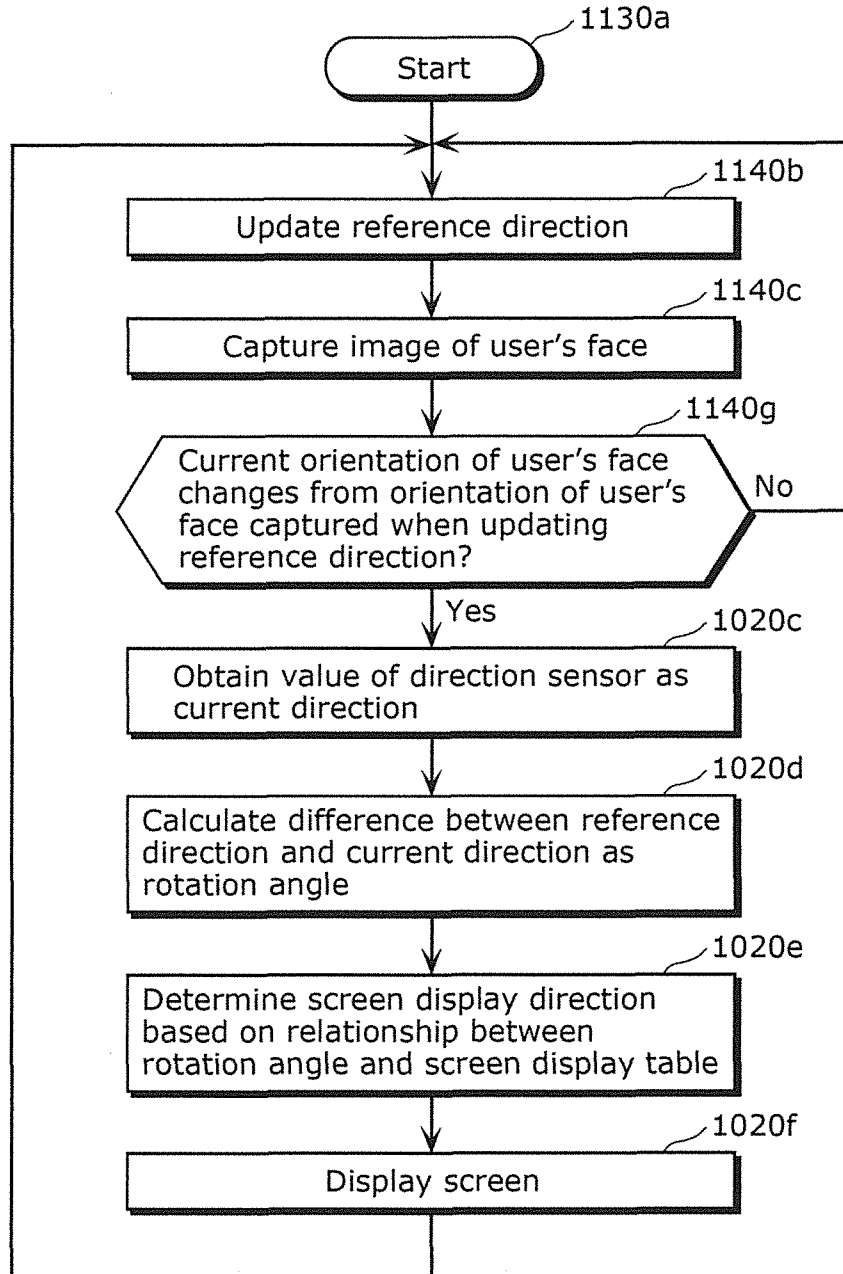 1130a
Start
1140b
Update reference direction
1140c
Capture image of user's face
1140g
Current orientation of user's face
changes from orientation of user's
face captured when updating
reference direction?
No
Yes
1020c
Obtain value of direction sensor as
current direction
1020d
Calculate difference between reference
direction and current direction as
rotation angle
1020e
Determine screen display direction
based on relationship between
rotation angle and screen display table
1020f
Display screen